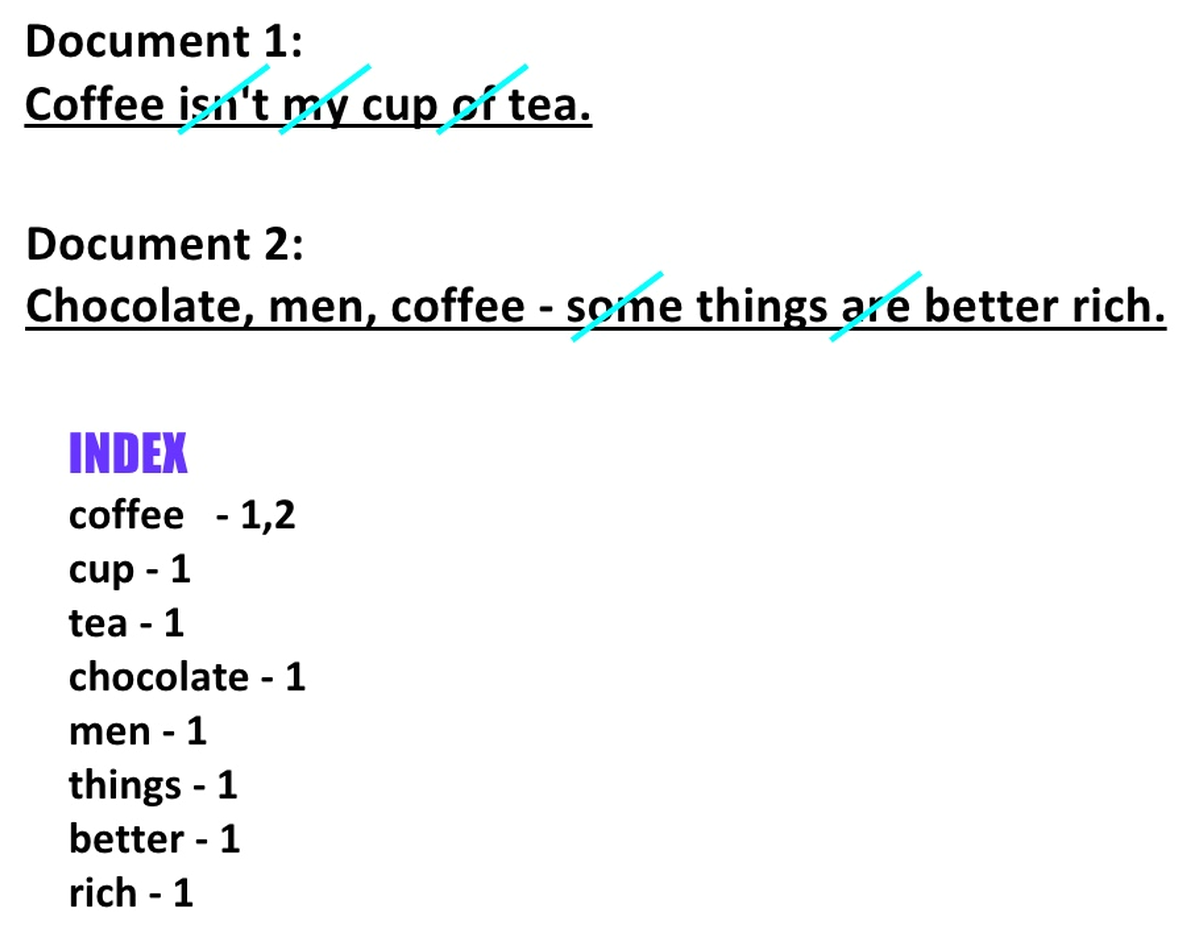 Document 1:
Coffee isn't my cup of tea.
Document 2:
Chocolate, men, coffee - some things are better rich.
INDEX
coffee - 1,2
cup - 1
tea - 1
chocolate - 1
men - 1
things - 1
better - 1
rich - 1